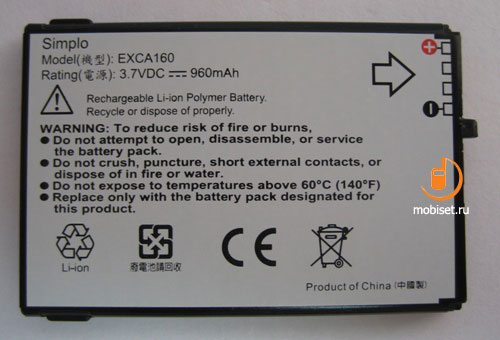 Simplo
Model(機型): EXCA160
Rating(電源): 3.7VDC ⎓ 960mAh
Rechargeable Li-ion Polymer Battery.
Recycle or dispose of properly.
WARNING: To reduce risk of fire or burns,
● Do not attempt to open, disassemble, or service
the battery pack.
● Do not crush, puncture, short external contacts, or
dispose of in fire or water.
● Do not expose to temperatures above 60°C (140°F)
● Replace only with the battery pack designated for
this product.
Li-ion
廢電池請回收
CE
Product of China (中國製)
mobiset.ru